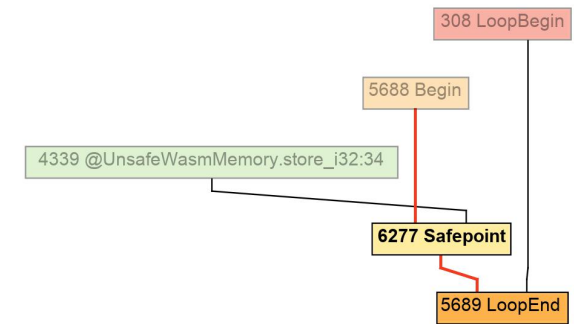 308 LoopBegin
5688 Begin
4339 @UnsafeWasmMemory.store_i32:34
6277 Safepoint
5689 LoopEnd